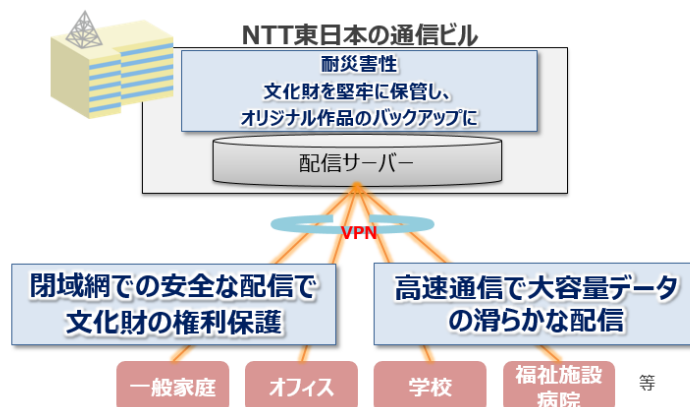 NTT東日本の通信ビル
耐災害性
文化財を堅牢に保管し、
オリジナル作品のバックアップに
配信サーバー
VPN
閉域網での安全な配信で
文化財の権利保護
高速通信で大容量データ
の滑らかな配信
一般家庭
オフィス
学校
福祉施設
病院
等